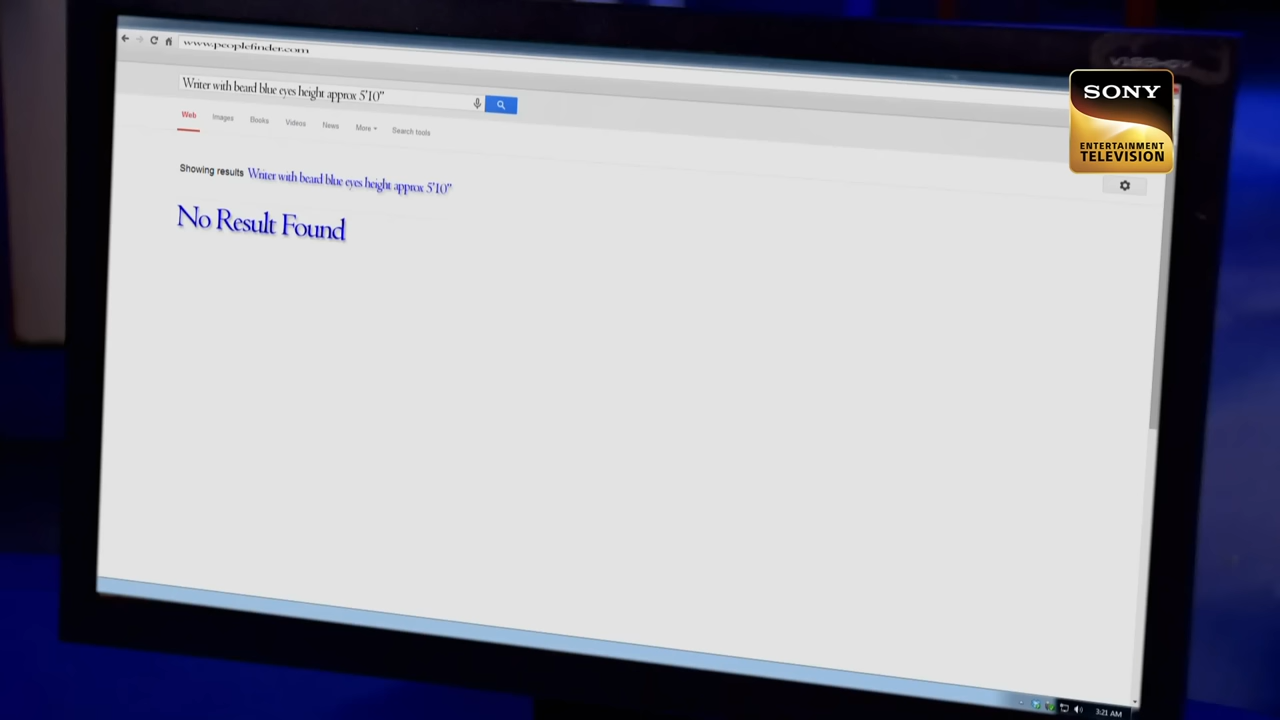 www.peoplefinder.com
Writer with beard blue eyes height approx 5'10"
Web Images Books Videos News More Search tools
Showing results Writer with beard blue eyes height approx 5'10"
No Result Found
3:21 AM
SONY
ENTERTAINMENT
TELEVISION